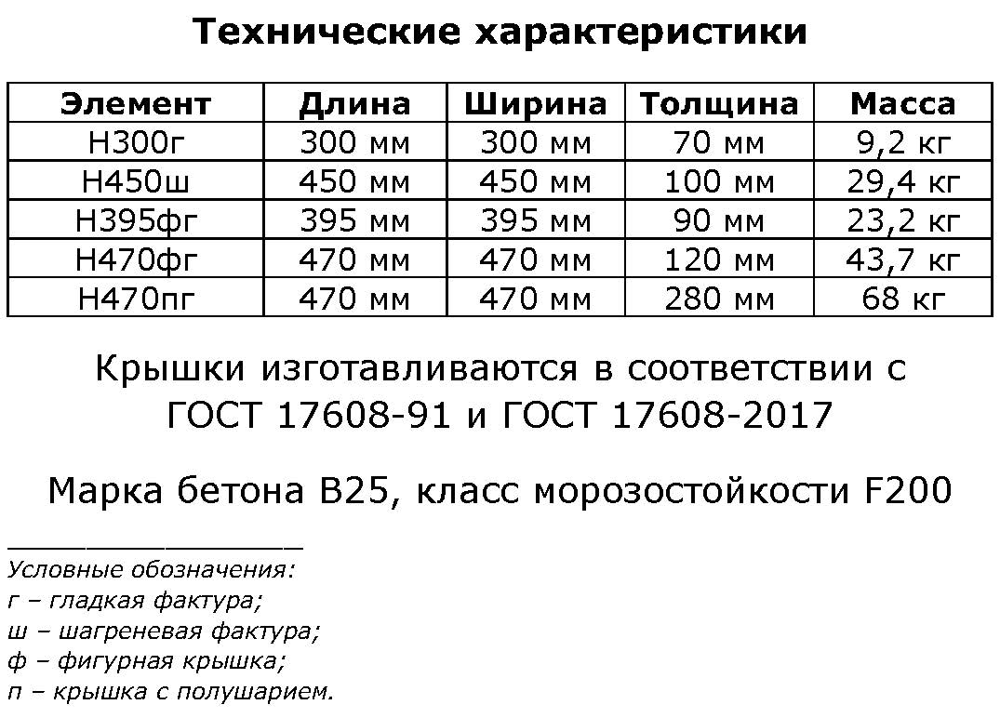 Технические характеристики
Элемент Длина Ширина Толщина Масса
Н300г 300 мм 300 мм 70 мм 9,2 кг
Н450ш 450 мм 450 мм 100 мм 29,4 кг
Н395фг 395 мм 395 мм 90 мм 23,2 кг
Н470фг 470 мм 470 мм 120 мм 43,7 кг
Н470пг 470 мм 470 мм 280 мм 68 кг
Крышки изготавливаются в соответствии с
ГОСТ 17608-91 и ГОСТ 17608-2017
Марка бетона В25, класс морозостойкости F200
Условные обозначения:
г – гладкая фактура;
ш – шагреневая фактура;
ф – фигурная крышка;
п – крышка с полушарием.